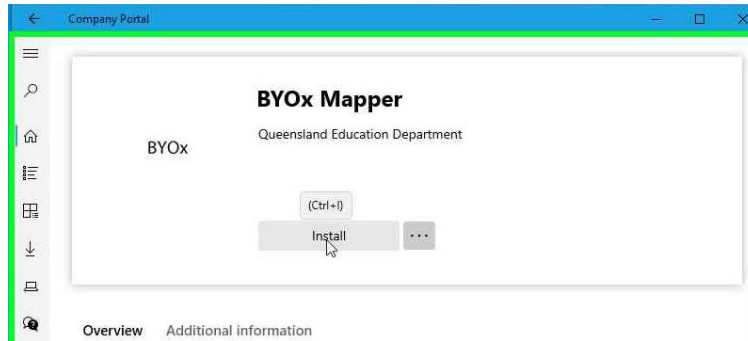 Company Portal
BYOx Mapper
Queensland Education Department
BYOx
(Ctrl+I)
Install
Overview Additional information